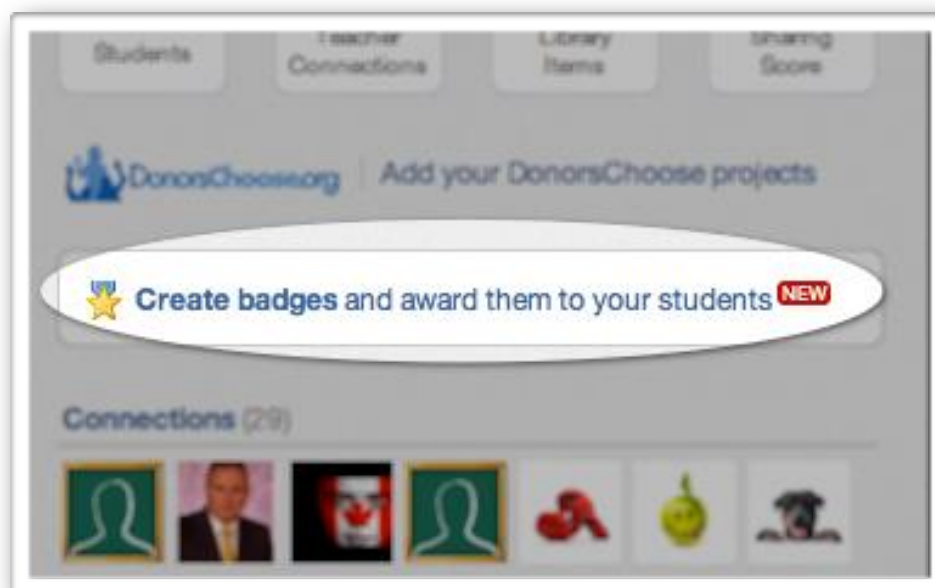 Students
Teacher
Connections
Library
Items
Sharing
Score
DonorsChoose.org
Add your DonorsChoose projects
Create badges and award them to your students NEW
Connections (29)